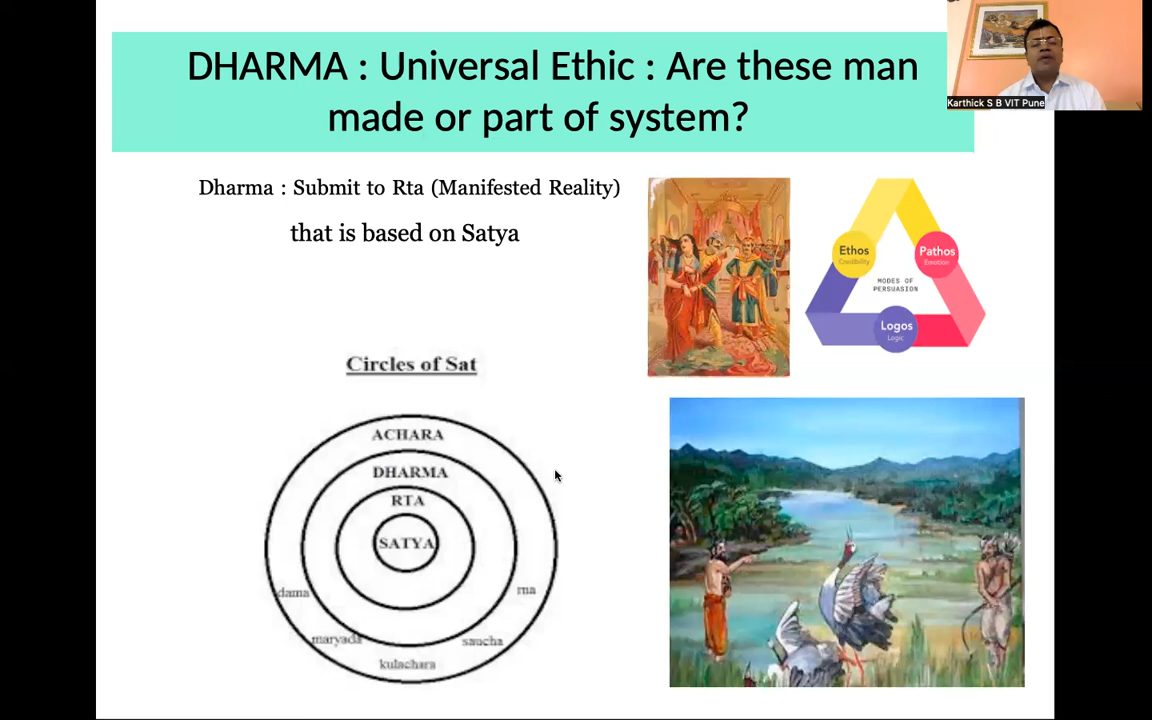 DHARMA : Universal Ethic : Are these man
made or part of system?
Karthick S B VIT Pune
Dharma : Submit to Rta (Manifested Reality)
that is based on Satya
Ethos
Credibility
Pathos
Emotion
MODES OF
PERSUASION
Logos
Logic
Circles of Sat
ACHARA
DHARMA
RTA
SATYA
dama
rna
maryada
saucha
kulachara